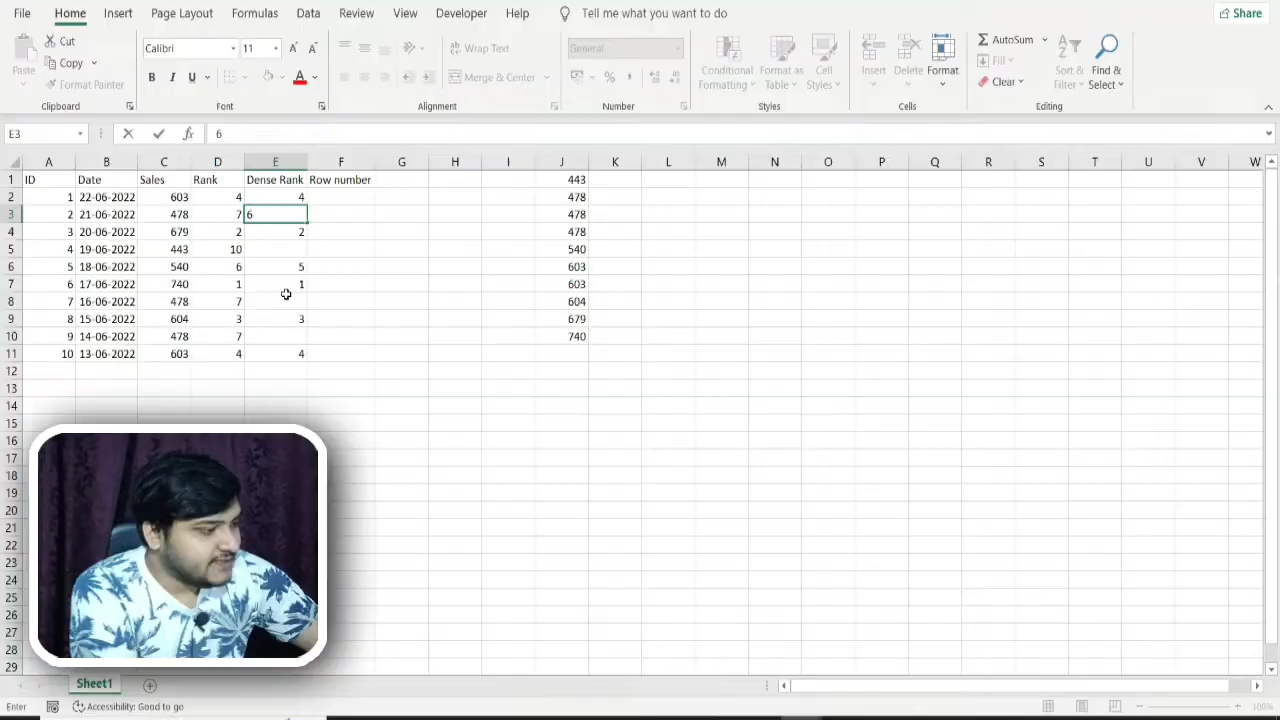 File Home Insert Page Layout Formulas Data Review View Developer Help Tell me what you want to do Share
Paste Cut Copy Format Painter
Calibri 11 A A B I U A
Wrap Text Merge & Center
General % ,
Conditional Formatting Format as Table Cell Styles
Insert Delete Format
AutoSum Fill Clear Sort & Filter Find & Select
Clipboard Font Alignment Number Styles Cells Editing
E3 fx 6
A B C D E F G H I J K L M N O P Q R S T U V W
1 ID Date Sales Rank Dense Rank Row number 443
2 1 22-06-2022 603 4 4 478
3 2 21-06-2022 478 7 6 478
4 3 20-06-2022 679 2 2 478
5 4 19-06-2022 443 10 540
6 5 18-06-2022 540 6 5 603
7 6 17-06-2022 740 1 1 603
8 7 16-06-2022 478 7 604
9 8 15-06-2022 604 3 3 679
10 9 14-06-2022 478 7 740
11 10 13-06-2022 603 4 4
12
13
14
15
16
17
18
19
20
21
22
23
24
25
26
27
28
29
Sheet1
Enter Accessibility: Good to go 100%